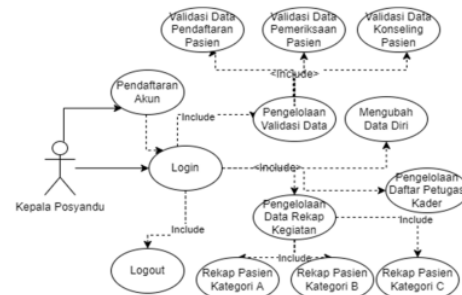 Validasi Data
Pendaftaran
Pasien
Validasi Data
Pemeriksaan
Pasien
Validasi Data
Konseling
Pasien
<Include>
Pendaftaran
Akun
Include
Pengelolaan
Validasi Data
Mengubah
Data Diri
Login
<Include>
Kepala Posyandu
Pengelolaan
Daftar Petugas
Kader
Pengelolaan
Data Rekap
Kegiatan
Include
Include
Include
Logout
Rekap Pasien
Kategori A
Rekap Pasien
Kategori B
Rekap Pasien
Kategori C